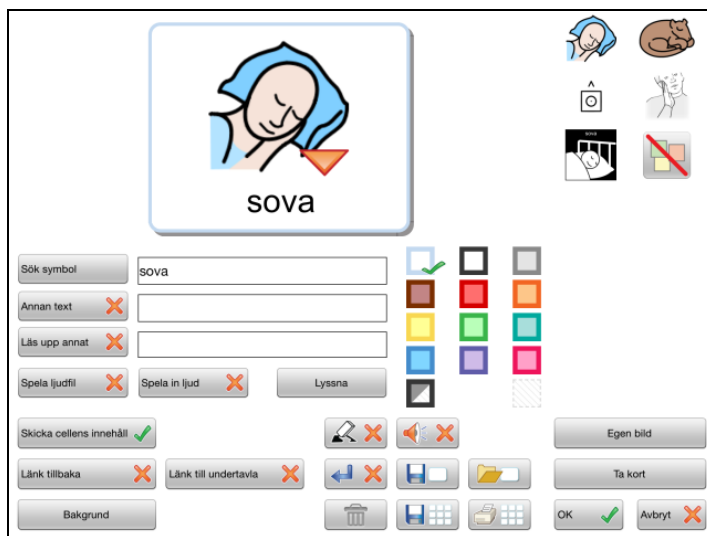 sova
sova
Sök symbol
sova
Annan text
Läs upp annat
Spela ljudfil
Spela in ljud
Lyssna
Skicka cellens innehåll
Egen bild
Länk tillbaka
Länk till undertavla
Ta kort
Bakgrund
OK
Avbryt